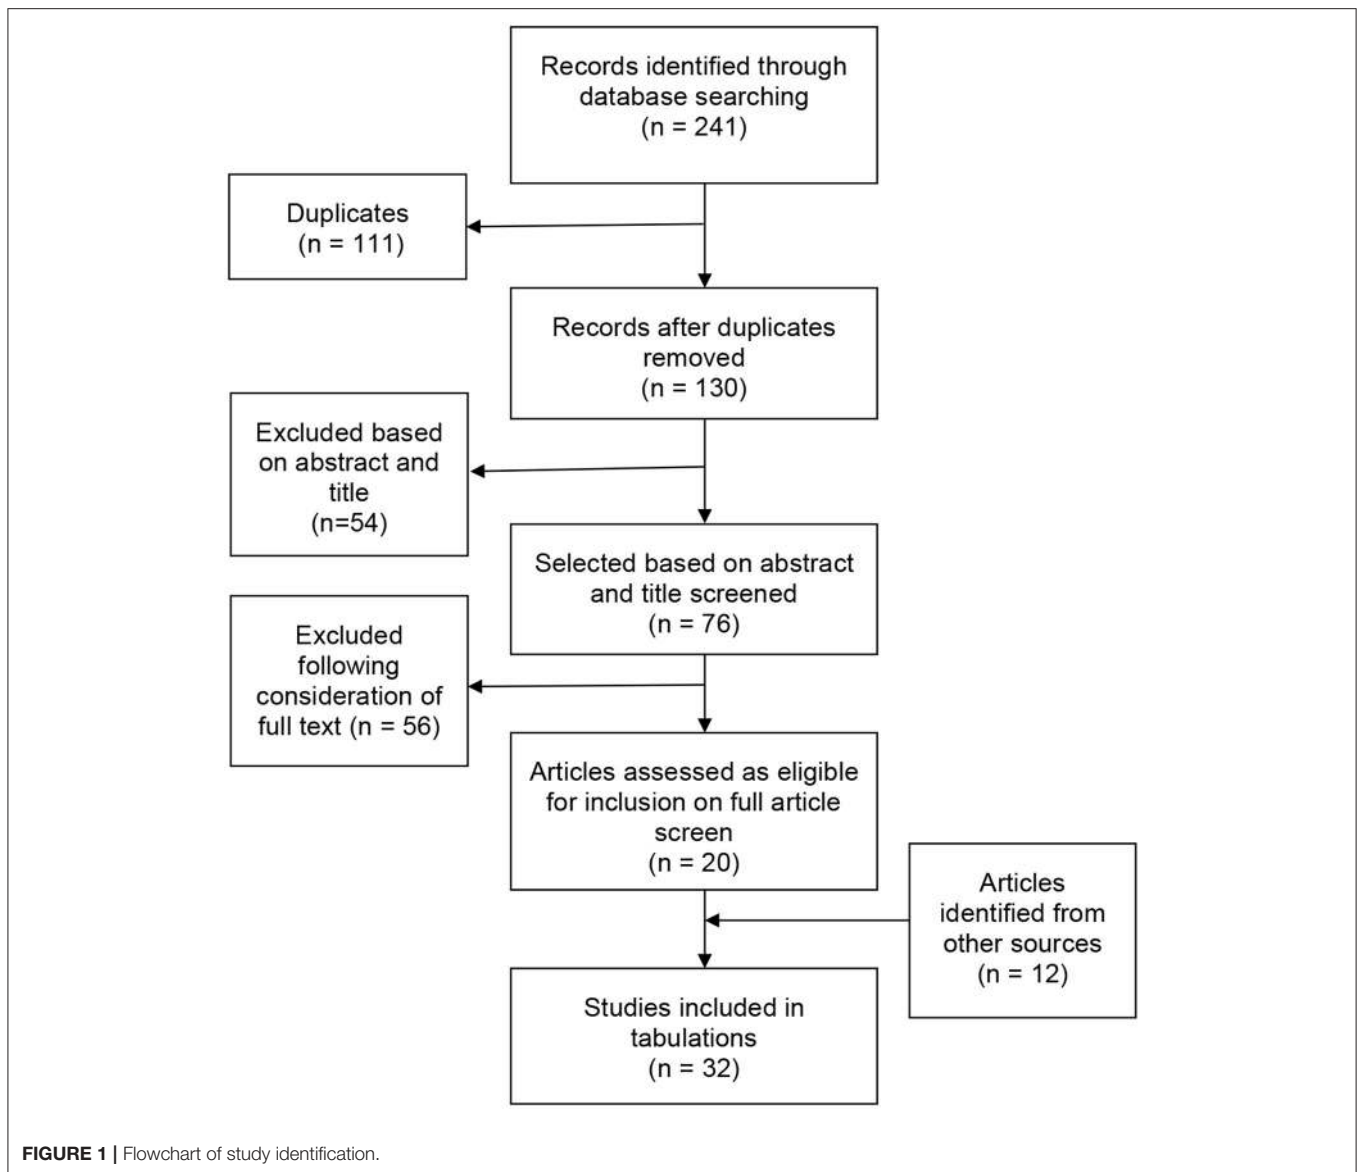 Records identified through
database searching
(n = 241)
Duplicates
(n = 111)
Records after duplicates
removed
(n = 130)
Excluded based
on abstract and
title
(n=54)
Selected based on abstract
and title screened
(n = 76)
Excluded
following
consideration of
full text (n = 56)
Articles assessed as eligible
for inclusion on full article
screen
(n = 20)
Articles
identified from
other sources
(n = 12)
Studies included in
tabulations
(n = 32)
FIGURE 1 | Flowchart of study identification.